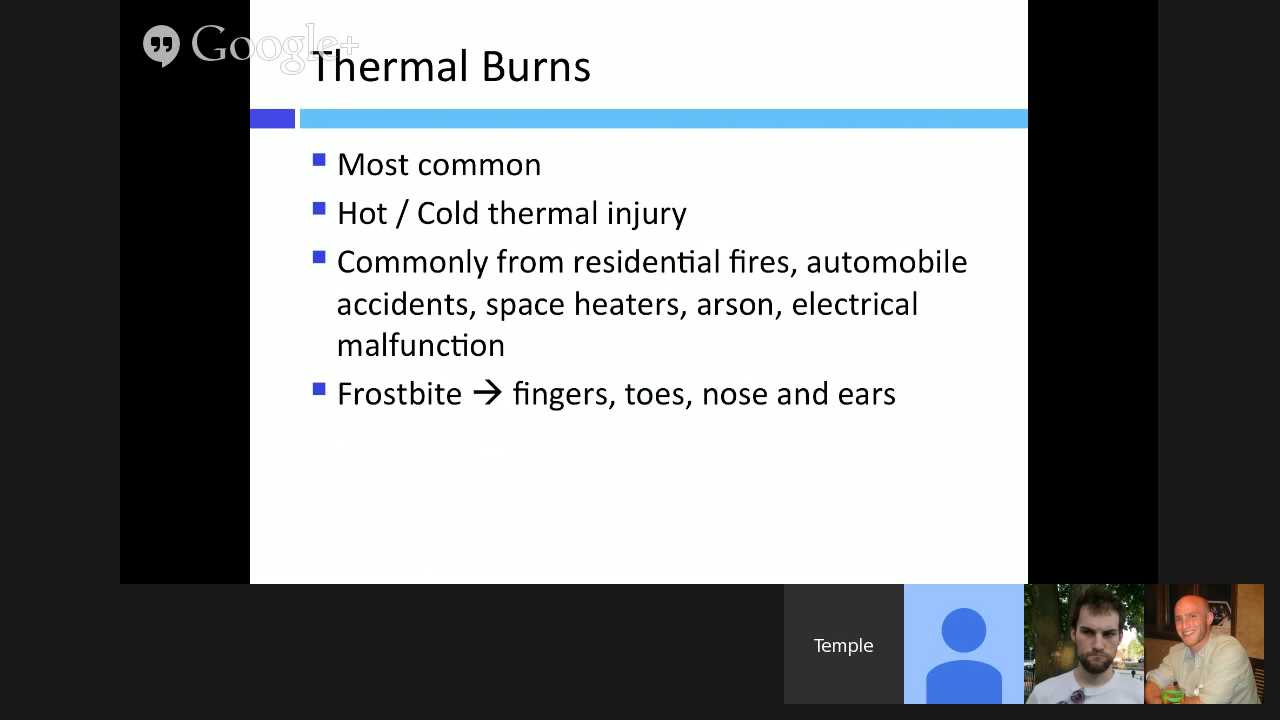 Google+
Thermal Burns
Most common
Hot / Cold thermal injury
Commonly from residential fires, automobile
accidents, space heaters, arson, electrical
malfunction
Frostbite → fingers, toes, nose and ears
Temple